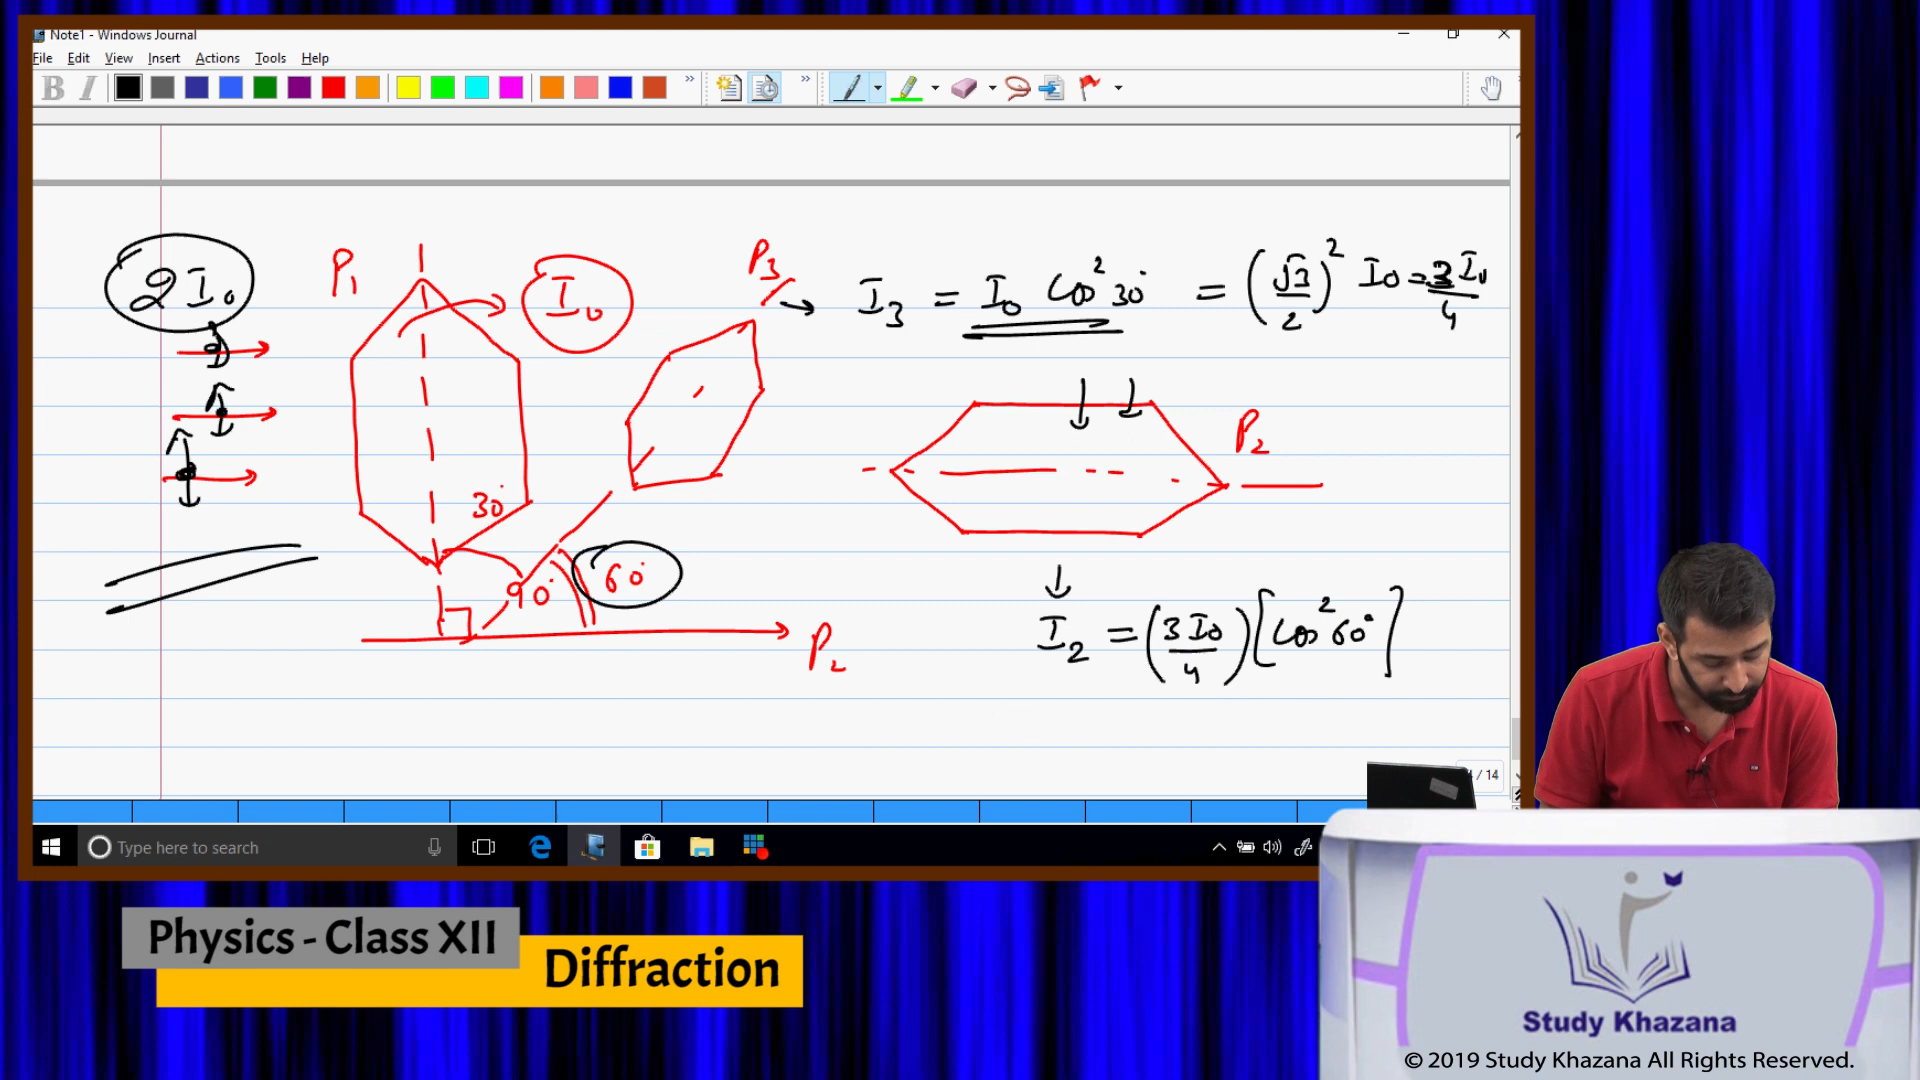 Note1 - Windows Journal
File Edit View Insert Actions Tools Help
B I
2I₀
P₁
I₀
P₃
I₃ = I₀ Cos²30° = (√3/2)² I₀ = 3I₀/4
P₂
30°
90°
60°
P₂
I₂ = (3I₀/4)[Cos²60°]
/ 14
Type here to search
Physics - Class XII
Diffraction
Study Khazana
© 2019 Study Khazana All Rights Reserved.